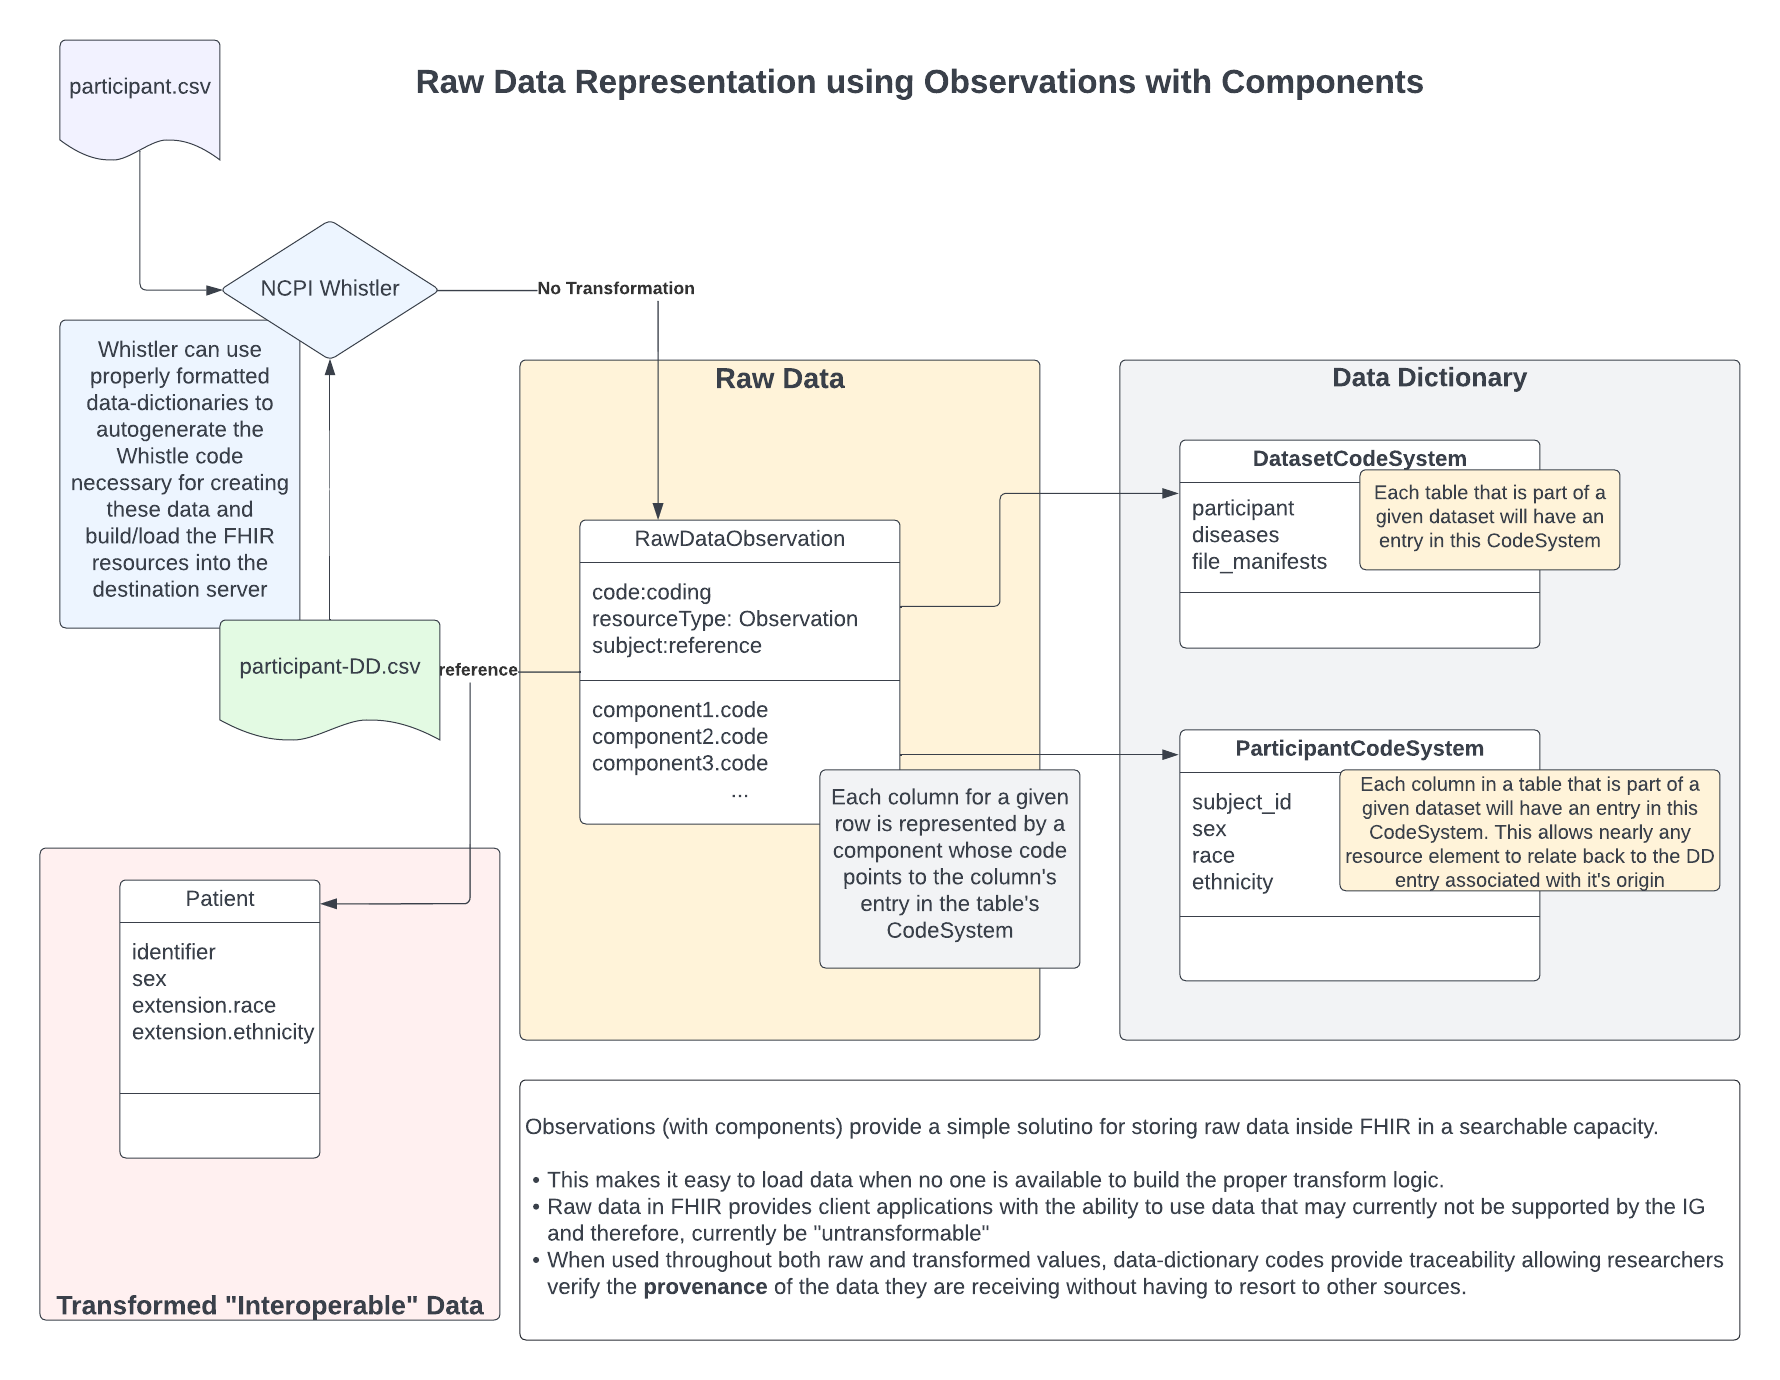 participant.csv
Raw Data Representation using Observations with Components
NCPI Whistler
No Transformation
Whistler can use
properly formatted
data-dictionaries to
autogenerate the
Whistle code
necessary for creating
these data and
build/load the FHIR
resources into the
destination server
participant-DD.csv
reference
Raw Data
RawDataObservation
code:coding
resourceType: Observation
subject:reference
component1.code
component2.code
component3.code
...
Each column for a given
row is represented by a
component whose code
points to the column's
entry in the table's
CodeSystem
Data Dictionary
DatasetCodeSystem
participant
diseases
file_manifests
Each table that is part of a
given dataset will have an
entry in this CodeSystem
ParticipantCodeSystem
subject_id
sex
race
ethnicity
Each column in a table that is part of a
given dataset will have an entry in this
CodeSystem. This allows nearly any
resource element to relate back to the DD
entry associated with it's origin
Patient
identifier
sex
extension.race
extension.ethnicity
Transformed "Interoperable" Data
Observations (with components) provide a simple solutino for storing raw data inside FHIR in a searchable capacity.
• This makes it easy to load data when no one is available to build the proper transform logic.
• Raw data in FHIR provides client applications with the ability to use data that may currently not be supported by the IG
and therefore, currently be "untransformable"
• When used throughout both raw and transformed values, data-dictionary codes provide traceability allowing researchers
verify the provenance of the data they are receiving without having to resort to other sources.